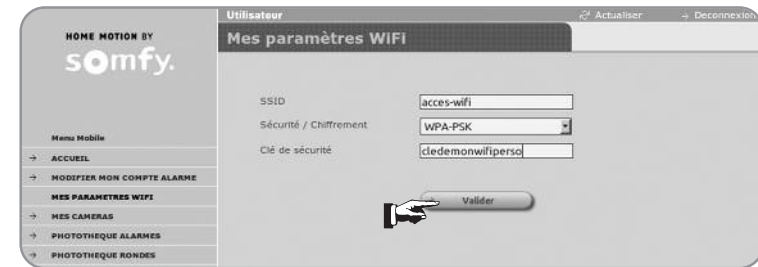 Utilisateur
Actualiser
Deconnexion
HOME MOTION BY
somfy.
Mes paramètres WiFi
SSID
acces-wifi
Sécurité / Chiffrement
WPA-PSK
Clé de sécurité
cledemonwifiperso
Valider
Menu Mobile
ACCUEIL
MODIFIER MON COMPTE ALARME
MES PARAMETRES WIFI
MES CAMERAS
PHOTOTHEQUE ALARMES
PHOTOTHEQUE RONDES